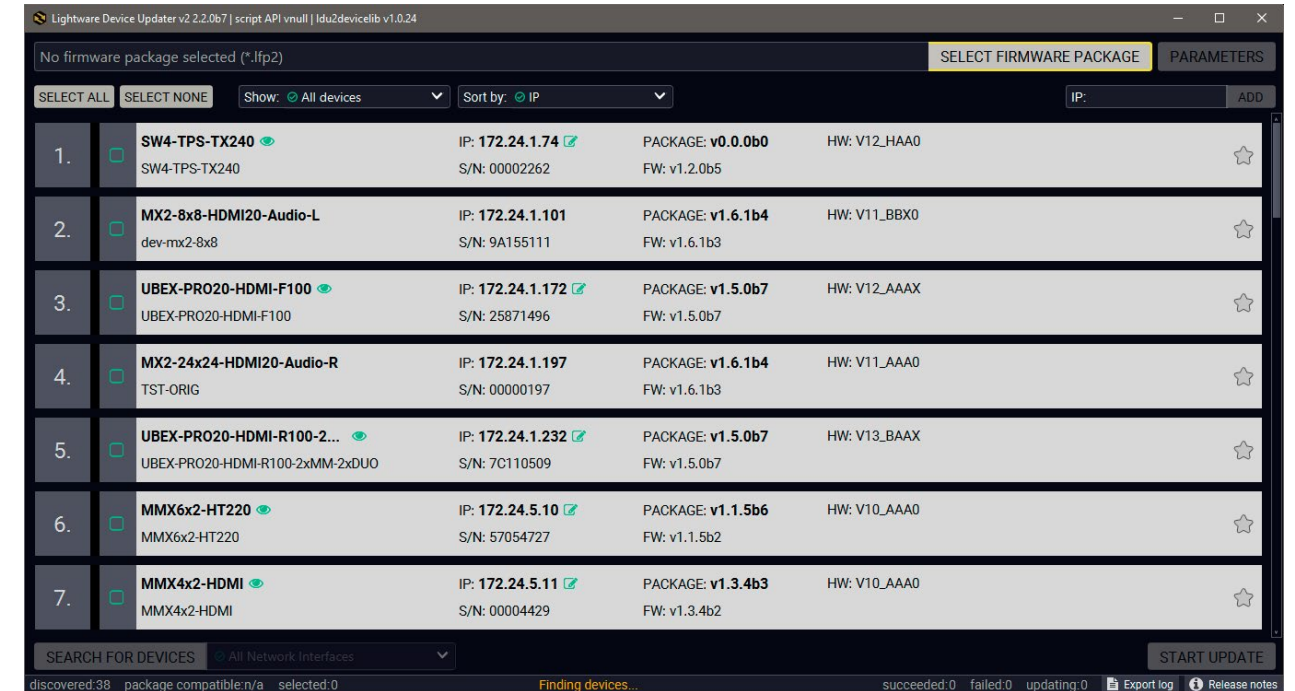 Lightware Device Updater v2 2.2.0b7 | script API vnull | ldu2devicelib v1.0.24
No firmware package selected (*.lfp2) SELECT FIRMWARE PACKAGE PARAMETERS
SELECT ALL SELECT NONE Show: All devices Sort by: IP IP: ADD
1. SW4-TPS-TX240 IP: 172.24.1.74 PACKAGE: v0.0.0b0 HW: V12_HAA0
SW4-TPS-TX240 S/N: 00002262 FW: v1.2.0b5
2. MX2-8x8-HDMI20-Audio-L IP: 172.24.1.101 PACKAGE: v1.6.1b4 HW: V11_BBX0
dev-mx2-8x8 S/N: 9A155111 FW: v1.6.1b3
3. UBEX-PRO20-HDMI-F100 IP: 172.24.1.172 PACKAGE: v1.5.0b7 HW: V12_AAAX
UBEX-PRO20-HDMI-F100 S/N: 25871496 FW: v1.5.0b7
4. MX2-24x24-HDMI20-Audio-R IP: 172.24.1.197 PACKAGE: v1.6.1b4 HW: V11_AAA0
TST-ORIG S/N: 00000197 FW: v1.6.1b3
5. UBEX-PRO20-HDMI-R100-2... IP: 172.24.1.232 PACKAGE: v1.5.0b7 HW: V13_BAAX
UBEX-PRO20-HDMI-R100-2xMM-2xDUO S/N: 7C110509 FW: v1.5.0b7
6. MMX6x2-HT220 IP: 172.24.5.10 PACKAGE: v1.1.5b6 HW: V10_AAA0
MMX6x2-HT220 S/N: 57054727 FW: v1.1.5b2
7. MMX4x2-HDMI IP: 172.24.5.11 PACKAGE: v1.3.4b3 HW: V10_AAA0
MMX4x2-HDMI S/N: 00004429 FW: v1.3.4b2
SEARCH FOR DEVICES All Network Interfaces START UPDATE
discovered:38 package compatible:n/a selected:0 Finding devices... succeeded:0 failed:0 updating:0 Export log Release notes